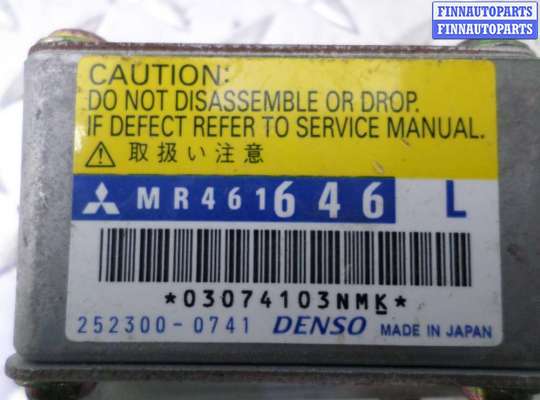 FINNAUTOPARTS
FINNAUTOPARTS
CAUTION:
DO NOT DISASSEMBLE OR DROP.
IF DEFECT REFER TO SERVICE MANUAL.
取扱い注意
MR461646 L
*03074103NMK*
252300-0741 DENSO MADE IN JAPAN